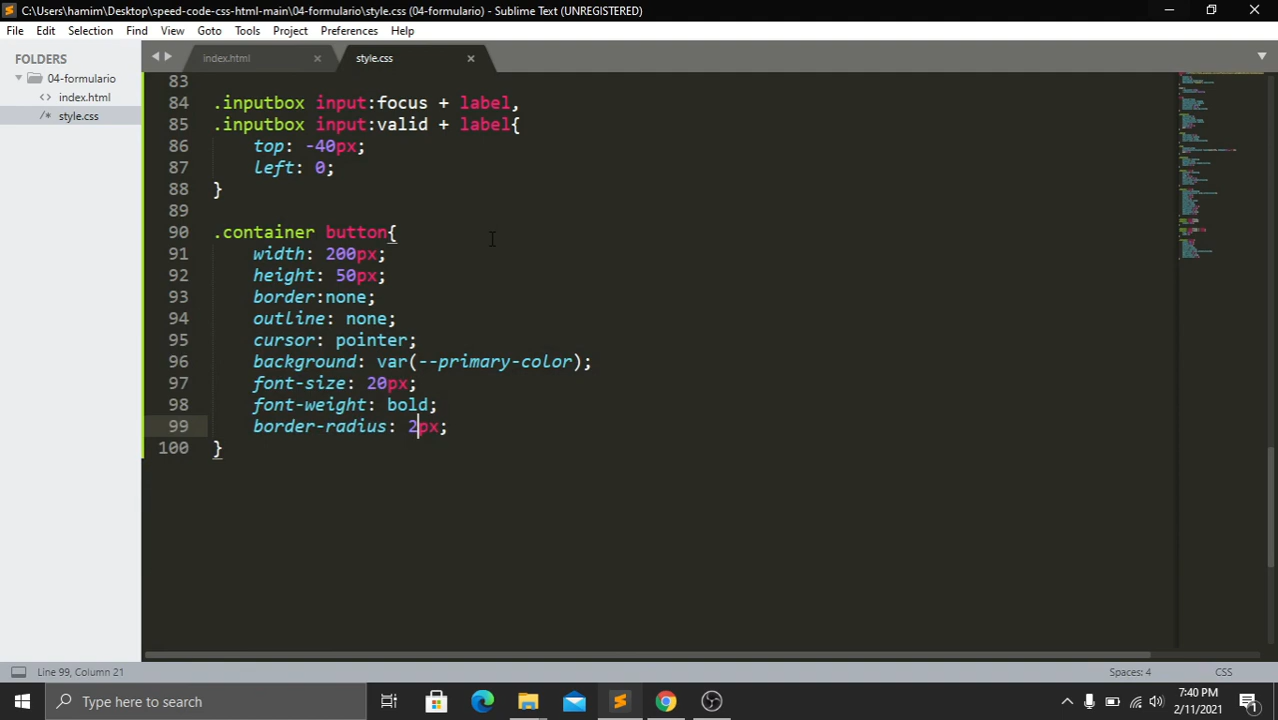 C:\Users\hamim\Desktop\speed-code-css-html-main\04-formulario\style.css (04-formulario) - Sublime Text (UNREGISTERED)
File Edit Selection Find View Goto Tools Project Preferences Help
FOLDERS
04-formulario
index.html
style.css
index.html
style.css
83
84 .inputbox input:focus + label,
85 .inputbox input:valid + label{
86 top: -40px;
87 left: 0;
88 }
89
90 .container button{
91 width: 200px;
92 height: 50px;
93 border:none;
94 outline: none;
95 cursor: pointer;
96 background: var(--primary-color);
97 font-size: 20px;
98 font-weight: bold;
99 border-radius: 2px;
100 }
Line 99, Column 21
Spaces: 4
CSS
Type here to search
7:40 PM
2/11/2021
1